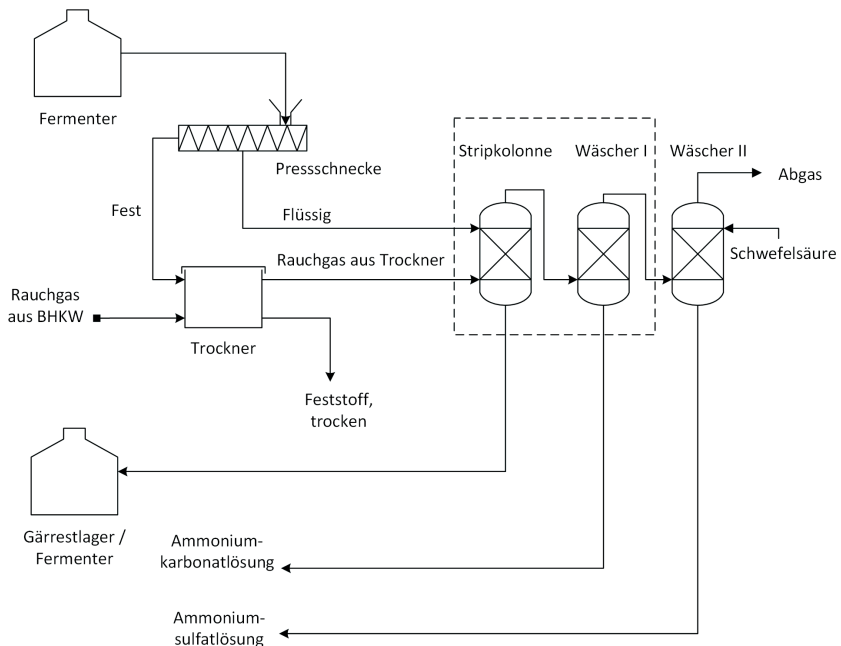 Fermenter
Pressschnecke
Stripkolonne
Wäscher I
Wäscher II
Abgas
Fest
Flüssig
Schwefelsäure
Rauchgas aus Trockner
Rauchgas
aus BHKW
Trockner
Feststoff,
trocken
Gärrestlager /
Fermenter
Ammonium-
karbonatlösung
Ammonium-
sulfatlösung